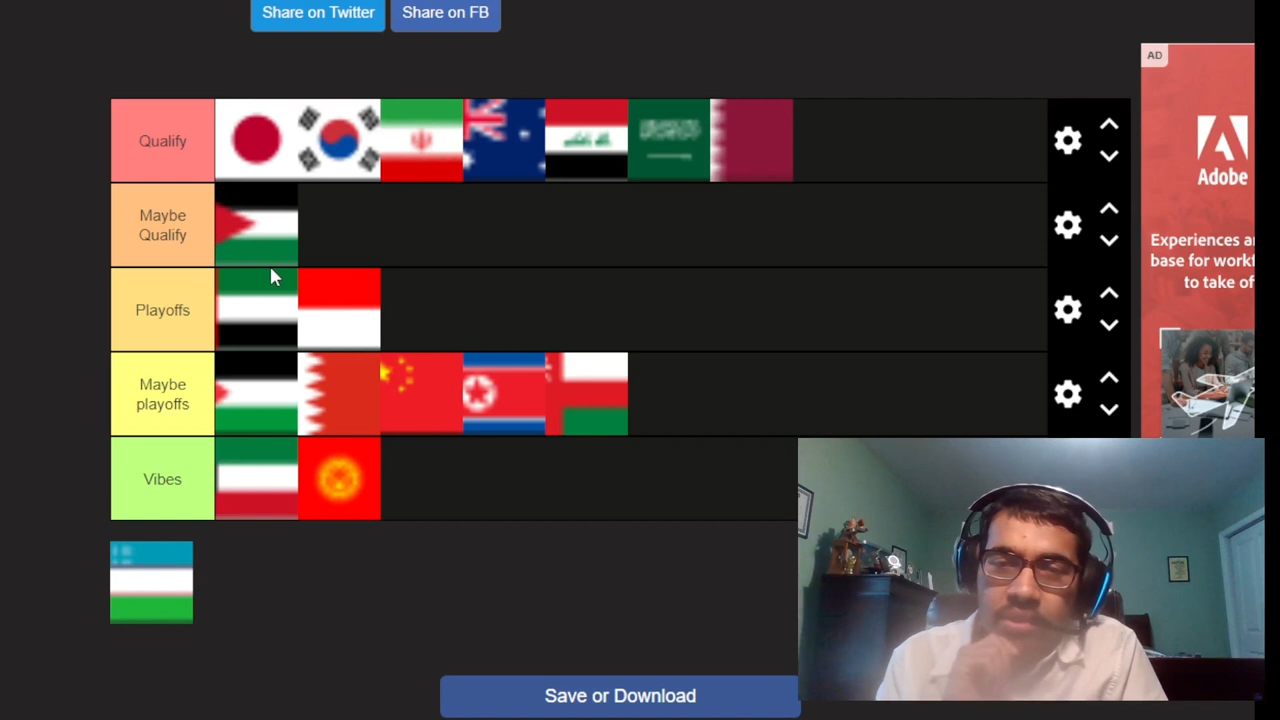 Share on Twitter
Share on FB
AD
Qualify
Adobe
Maybe
Qualify
Experiences a
base for workf
to take of
Playoffs
Maybe
playoffs
Vibes
Save or Download